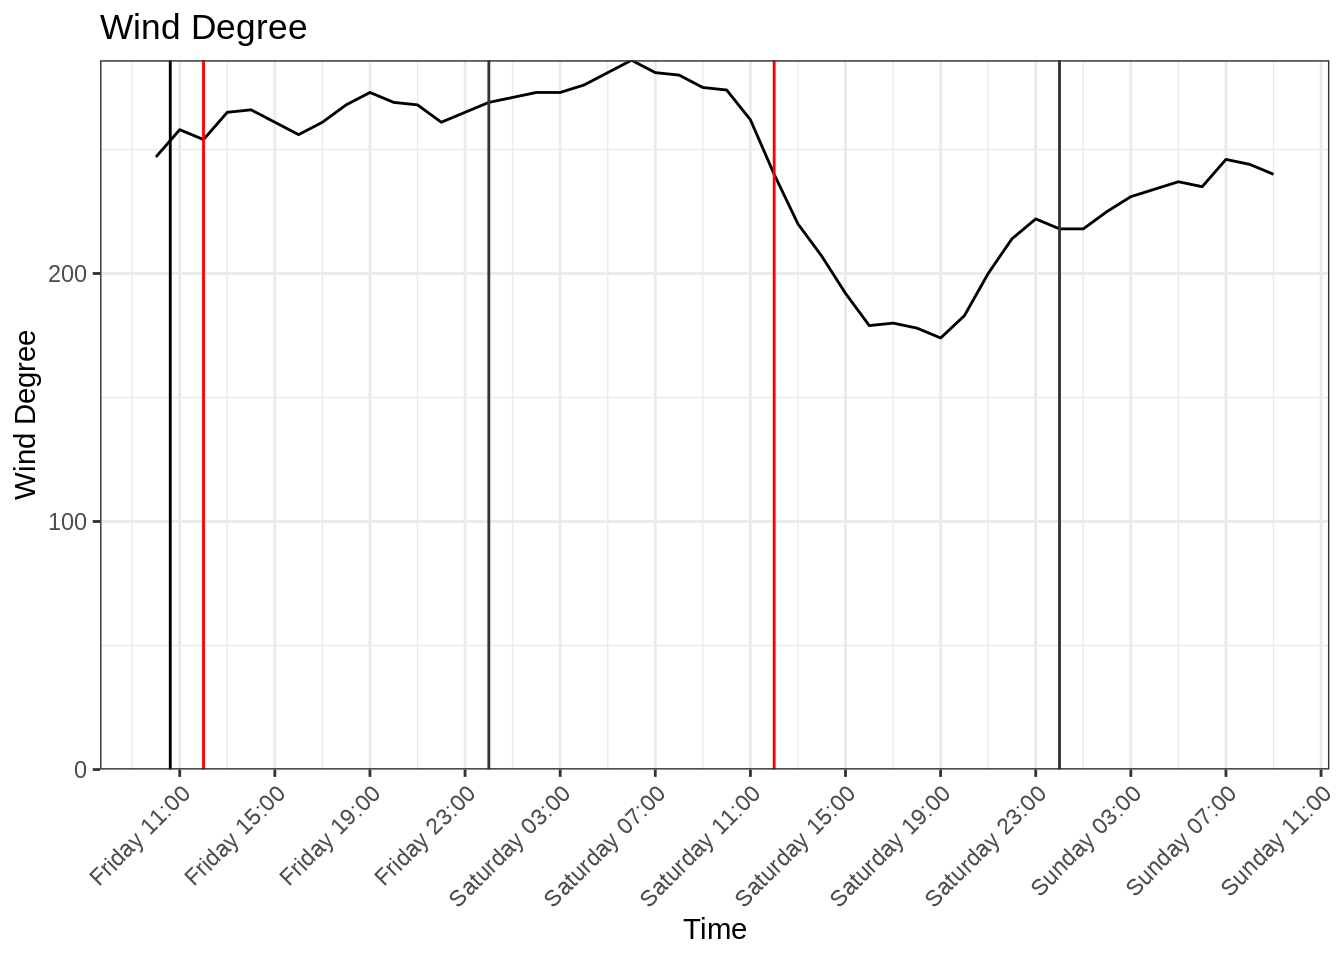 Wind Degree
Wind Degree
200
100
0
Friday 11:00
Friday 15:00
Friday 19:00
Friday 23:00
Saturday 03:00
Saturday 07:00
Saturday 11:00
Saturday 15:00
Saturday 19:00
Saturday 23:00
Sunday 03:00
Sunday 07:00
Sunday 11:00
Time